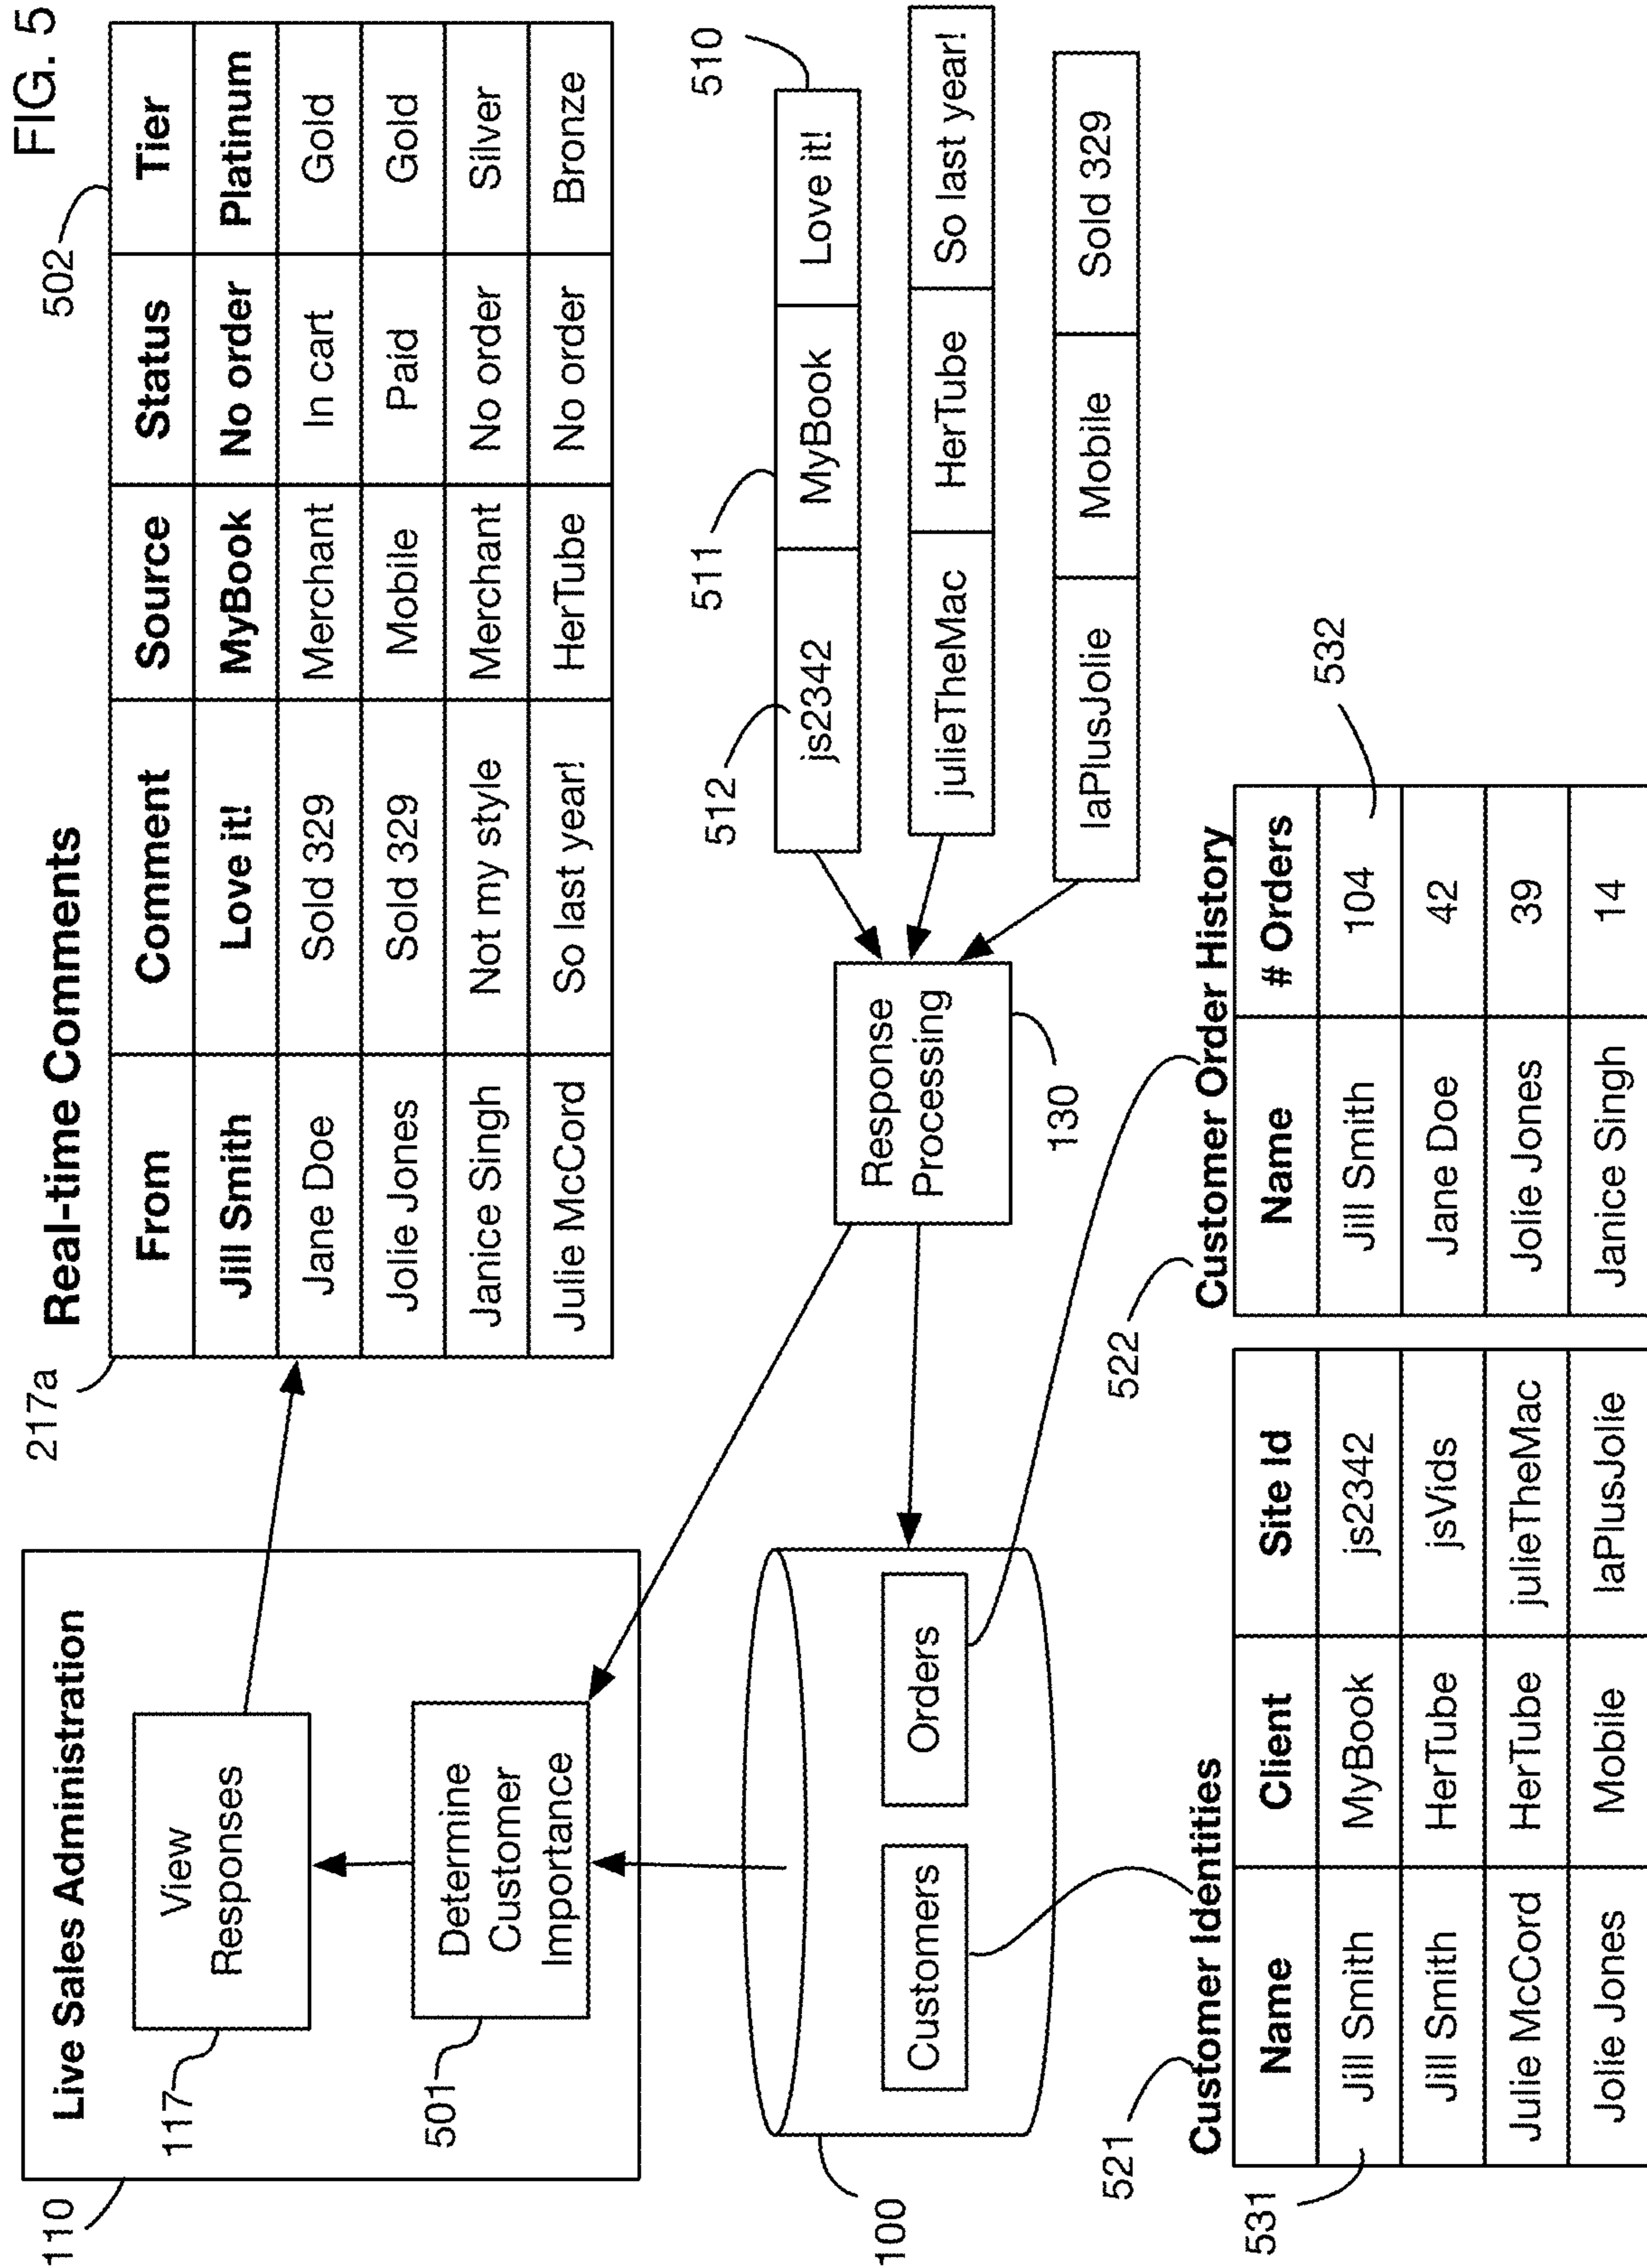 FIG. 5
110
Live Sales Administration
117
View
Responses
501
Determine
Customer
Importance
217a
Real-time Comments
502
From Comment Source Status Tier
Jill Smith Love it! MyBook No order Platinum
Jane Doe Sold 329 Merchant In cart Gold
Jolie Jones Sold 329 Mobile Paid Gold
Janice Singh Not my style Merchant No order Silver
Julie McCord So last year! HerTube No order Bronze
100
Customers
Orders
Response
Processing
130
512
511
510
js2342 MyBook Love it!
julieTheMac HerTube So last year!
laPlusJolie Mobile Sold 329
521
Customer Identities
531
Name Client Site Id
Jill Smith MyBook js2342
Jill Smith HerTube jsVids
Julie McCord HerTube julieTheMac
Jolie Jones Mobile laPlusJolie
522
Customer Order History
532
Name # Orders
Jill Smith 104
Jane Doe 42
Jolie Jones 39
Janice Singh 14